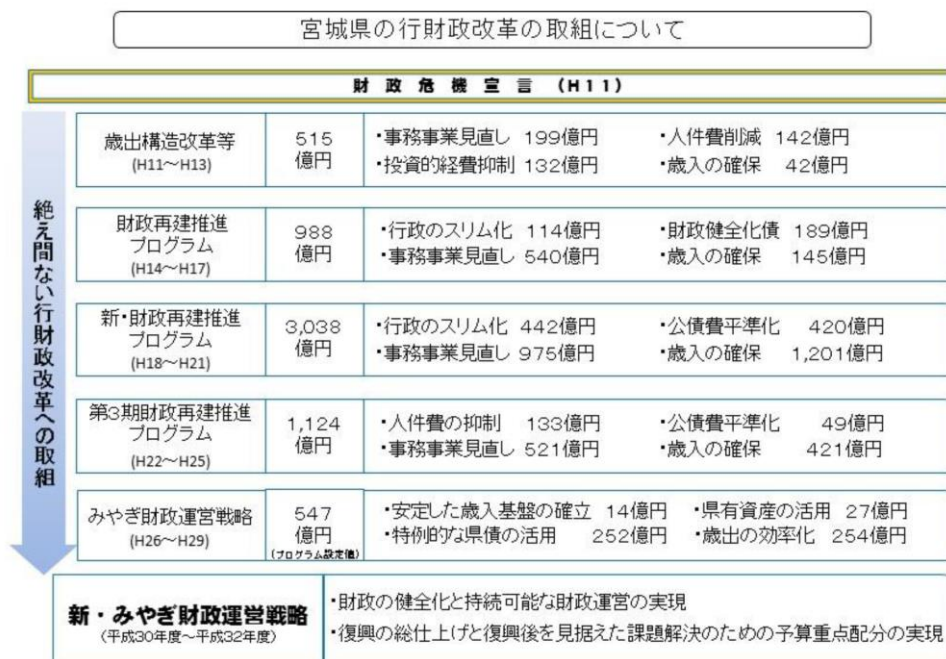 宮城県の行財政改革の取組について
財政危機宣言(H11)
絶え間ない行財政改革への取組
歳出構造改革等
(H11~H13)
515
億円
・事務事業見直し 199億円 ・人件費削減 142億円
・投資的経費抑制 132億円 ・歳入の確保 42億円
財政再建推進
プログラム
(H14~H17)
988
億円
・行政のスリム化 114億円 ・財政健全化債 189億円
・事務事業見直し 540億円 ・歳入の確保 145億円
新・財政再建推進
プログラム
(H18~H21)
3,038
億円
・行政のスリム化 442億円 ・公債費平準化 420億円
・事務事業見直し 975億円 ・歳入の確保 1,201億円
第3期財政再建推進
プログラム
(H22~H25)
1,124
億円
・人件費の抑制 133億円 ・公債費平準化 49億円
・事務事業見直し 521億円 ・歳入の確保 421億円
みやぎ財政運営戦略
(H26~H29)
547
億円
(プログラム設定値)
・安定した歳入基盤の確立 14億円 ・県有資産の活用 27億円
・特例的な県債の活用 252億円 ・歳出の効率化 254億円
新・みやぎ財政運営戦略
(平成30年度~平成32年度)
・財政の健全化と持続可能な財政運営の実現
・復興の総仕上げと復興後を見据えた課題解決のための予算重点配分の実現